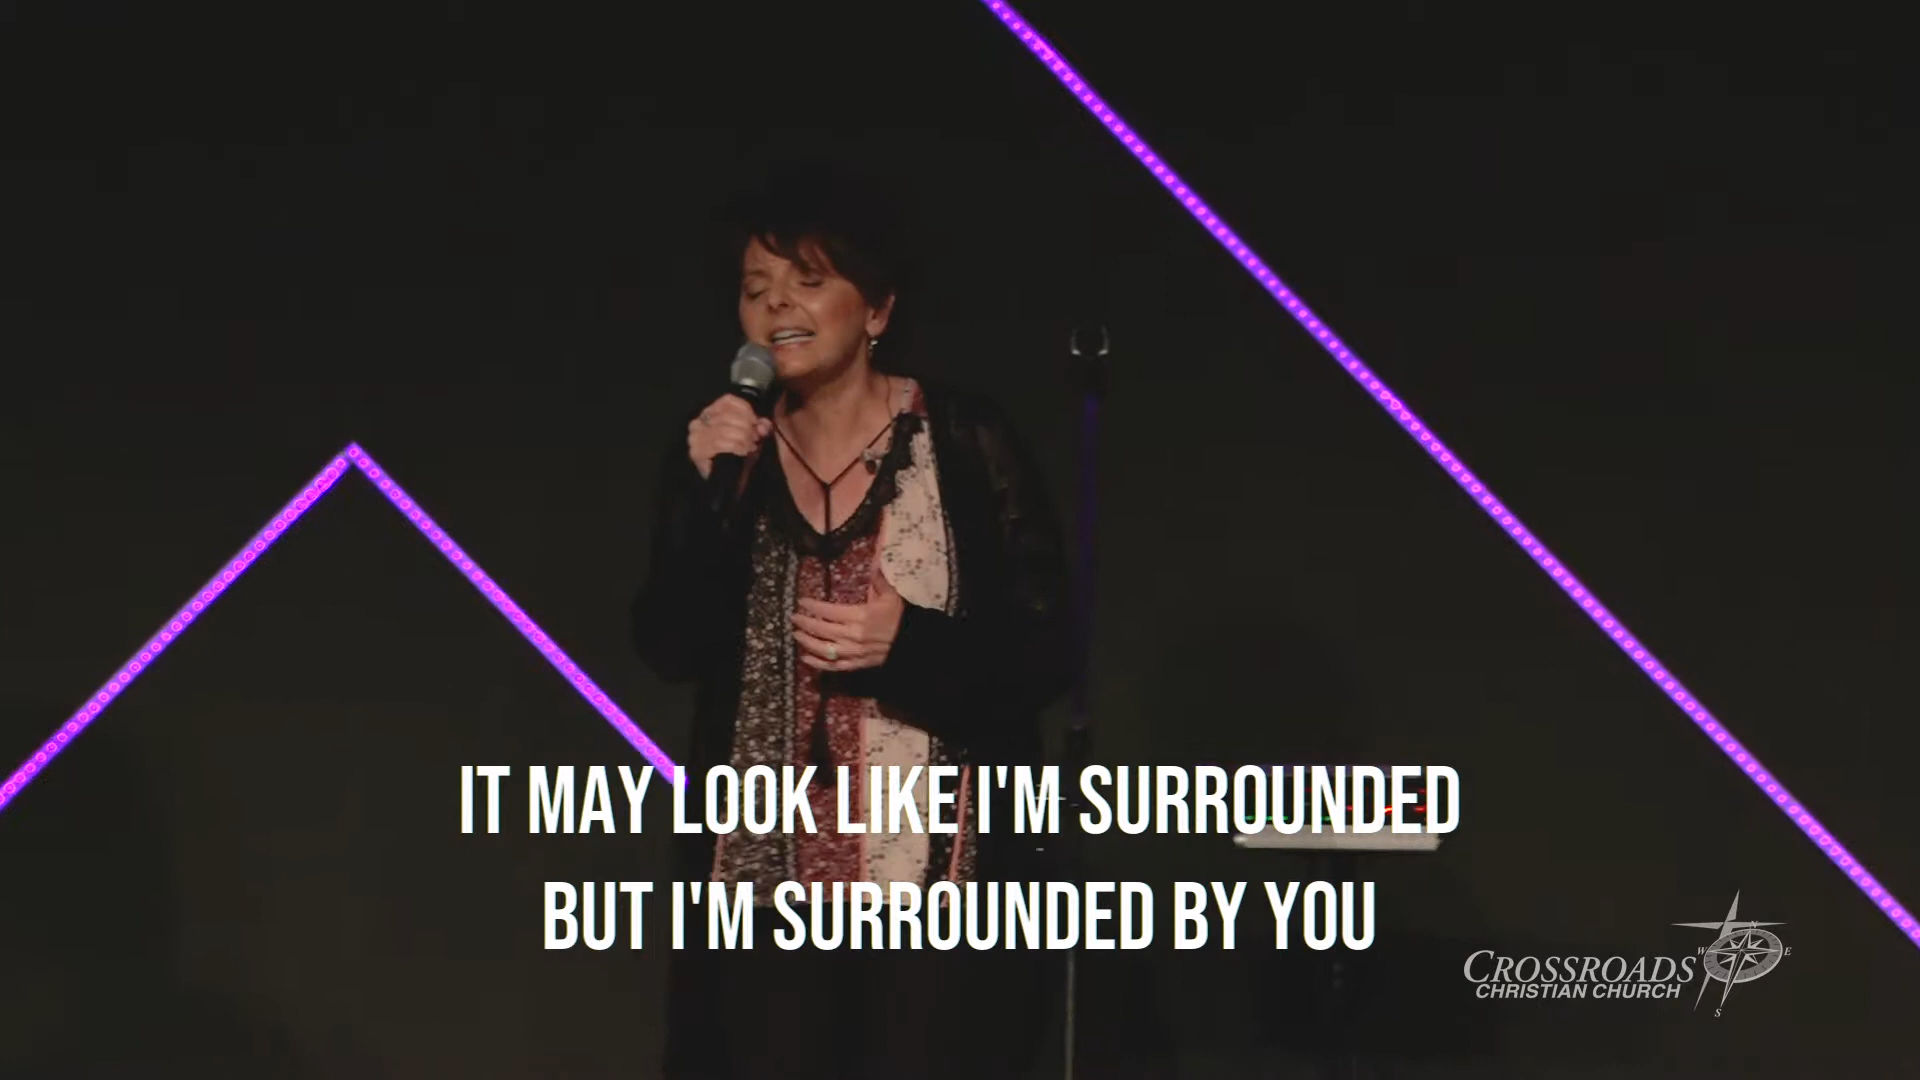 IT MAY LOOK LIKE I'M SURROUNDED
BUT I'M SURROUNDED BY YOU
CROSSROADS
CHRISTIAN CHURCH
N
W
E
S